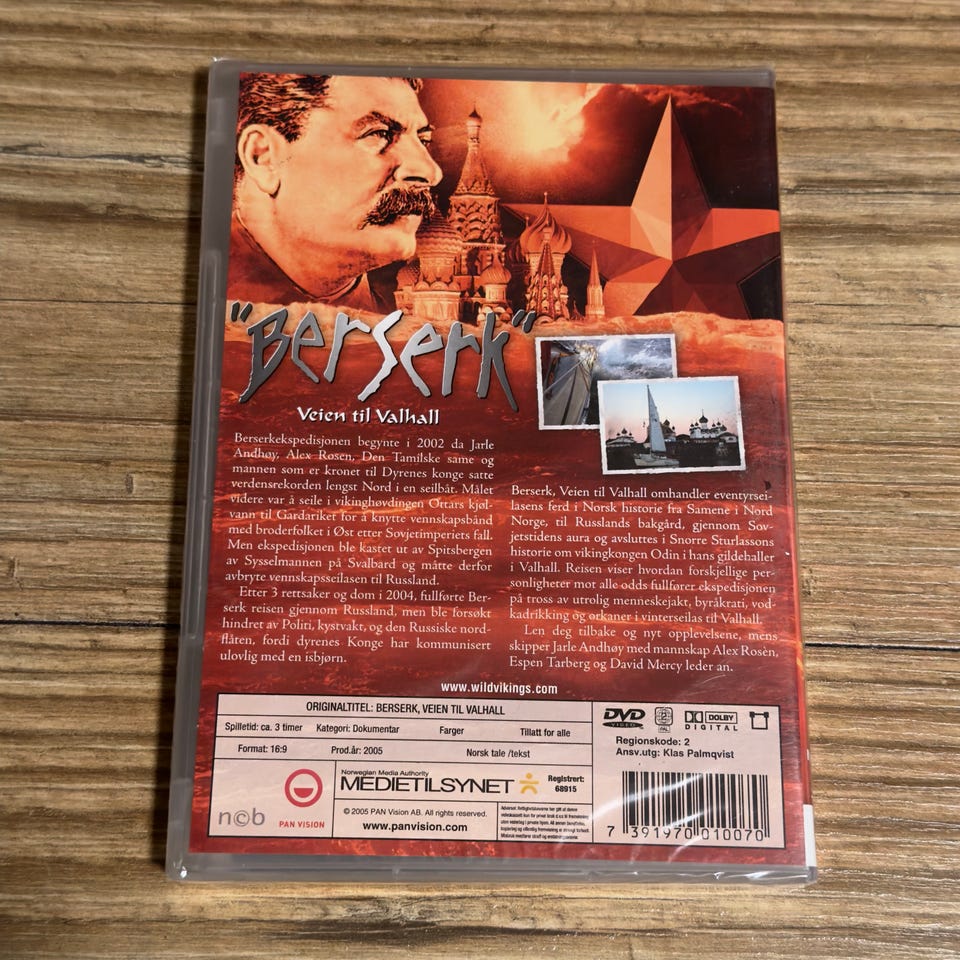 "Berserk"
Veien til Valhall
Berserkekspedisjonen begynte i 2002 da Jarle
Andhøy, Alex Rosen, Den Tamilske same og
mannen som er kronet til Dyrenes konge satte
verdensrekorden lengst Nord i en seilbåt. Målet
videre var å seile i vikinghøvdingen Ottars kjøl-
vann til Gardariket for å knytte vennskapsbånd
med broderfolket i Øst etter Sovjetimperiets fall.
Men ekspedisjonen ble kastet ut av Spitsbergen
av Sysselmannen på Svalbard og måtte derfor
avbryte vennskapsseilasen til Russland.
Etter 3 rettsaker og dom i 2004, fullførte Ber-
serk reisen gjennom Russland, men ble forsøkt
hindret av Politi, kystvakt, og den Russiske nord-
flåten, fordi dyrenes Konge har kommunisert
ulovlig med en isbjørn.
Berserk, Veien til Valhall omhandler eventyrsei-
lasens ferd i Norsk historie fra Samene i Nord
Norge, til Russlands bakgård, gjennom Sov-
jetstidens aura og avsluttes i Snorre Sturlassons
historie om vikingkongen Odin i hans gildehaller
i Valhall. Reisen viser hvordan forskjellige per-
sonligheter mot alle odds fullfører ekspedisjonen
på tross av utrolig menneskejakt, byråkrati, vod-
kadrikking og orkaner i vinterseilas til Valhall.
Len deg tilbake og nyt opplevelsene, mens
skipper Jarle Andhøy med mannskap Alex Rosèn,
Espen Tarberg og David Mercy leder an.
www.wildvikings.com
ORIGINALTITEL: BERSERK, VEIEN TIL VALHALL
Spilletid: ca. 3 timer Kategori: Dokumentar Farger Tillatt for alle
Format: 16:9 Prod.år: 2005 Norsk tale /tekst
ncb
PAN VISION
Norwegian Media Authority
MEDIETILSYNET
Registrert:
68915
© 2005 PAN Vision AB. All rights reserved.
www.panvision.com
DVD
VIDEO
2
PAL
DOLBY
DIGITAL
Regionskode: 2
Ansv.utg: Klas Palmqvist
7 391970 010070